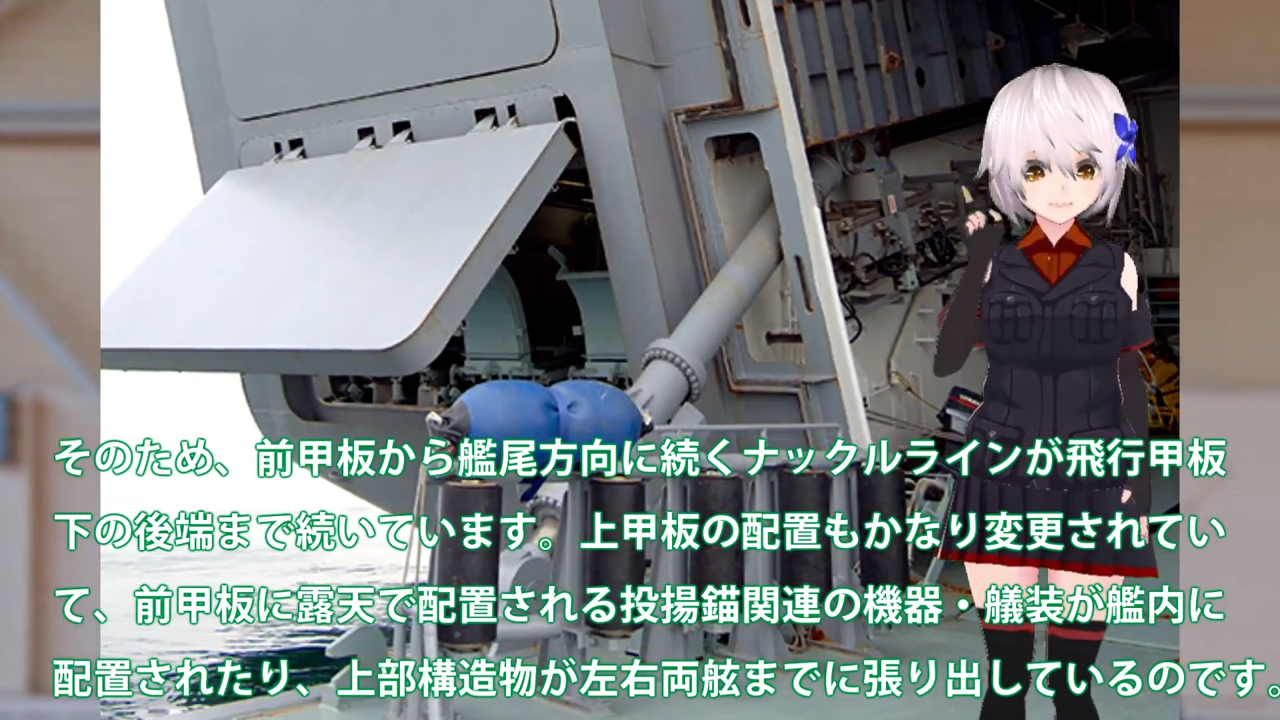 そのため、前甲板から艦尾方向に続くナックルラインが飛行甲板
下の後端まで続いています。上甲板の配置もかなり変更されてい
て、前甲板に露天で配置される投揚錨関連の機器・艤装が艦内に
配置されたり、上部構造物が左右両舷までに張り出しているのです。